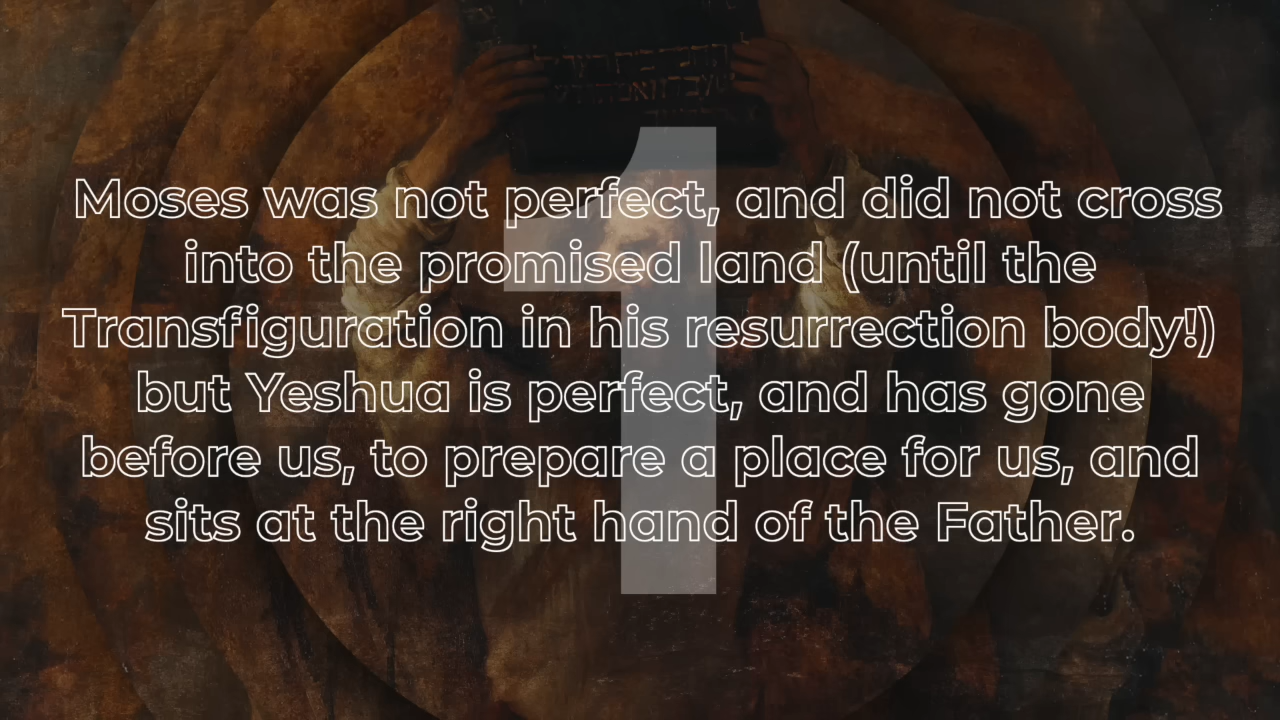 1
Moses was not perfect, and did not cross
into the promised land (until the
Transfiguration in his resurrection body!)
but Yeshua is perfect, and has gone
before us, to prepare a place for us, and
sits at the right hand of the Father.